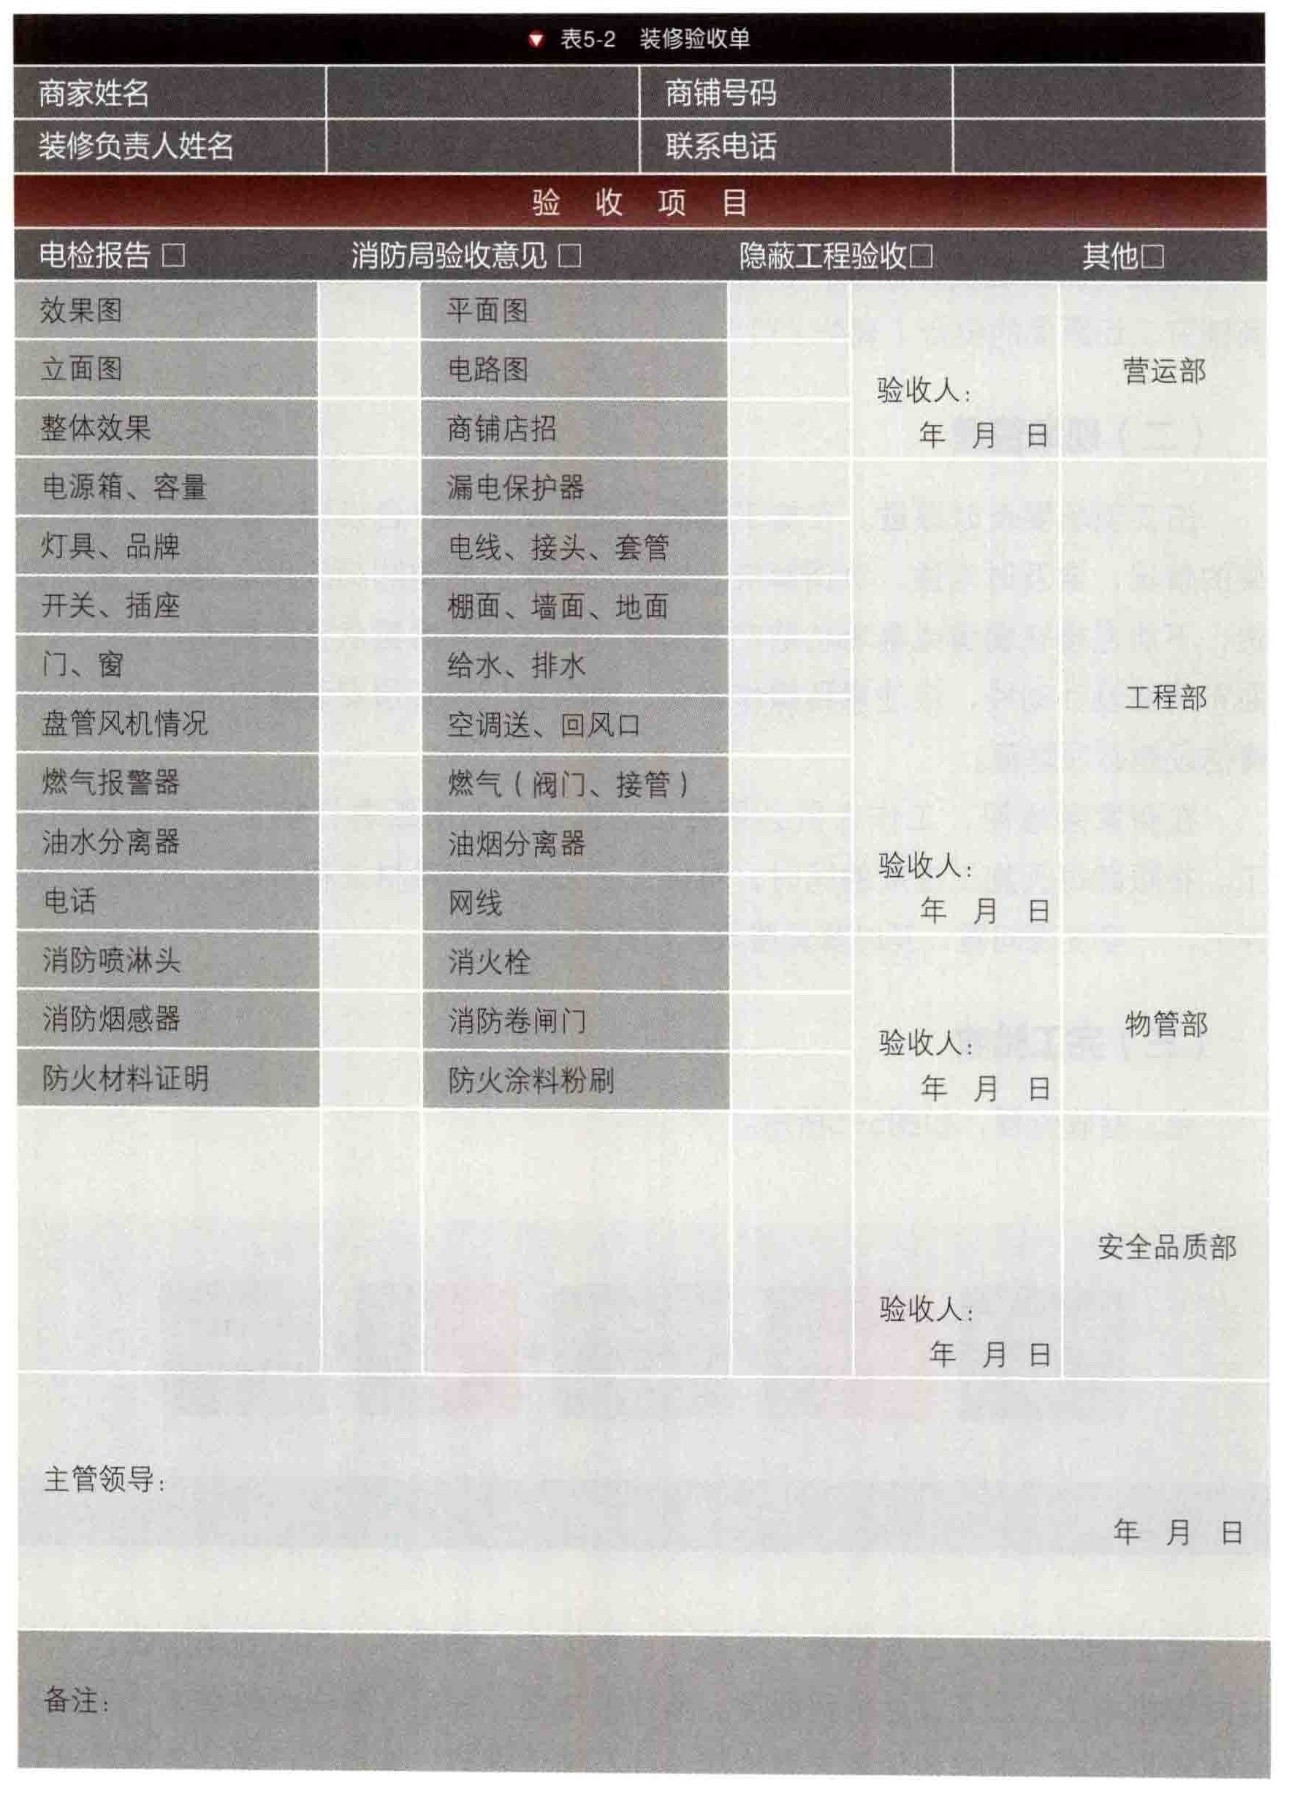 ▼ 表5-2 装修验收单
商家姓名 商铺号码
装修负责人姓名 联系电话
验 收 项 目
电检报告 □ 消防局验收意见 □ 隐蔽工程验收□ 其他□
效果图 平面图
立面图 电路图
验收人: 营运部
整体效果 商铺店招
年 月 日
电源箱、容量 漏电保护器
灯具、品牌 电线、接头、套管
开关、插座 棚面、墙面、地面
门、窗 给水、排水
工程部
盘管风机情况 空调送、回风口
燃气报警器 燃气(阀门、接管)
油水分离器 油烟分离器
验收人:
电话 网线
年 月 日
消防喷淋头 消火栓
消防烟感器 消防卷闸门
验收人: 物管部
防火材料证明 防火涂料粉刷
年 月 日
安全品质部
验收人:
年 月 日
主管领导:
年 月 日
备注: